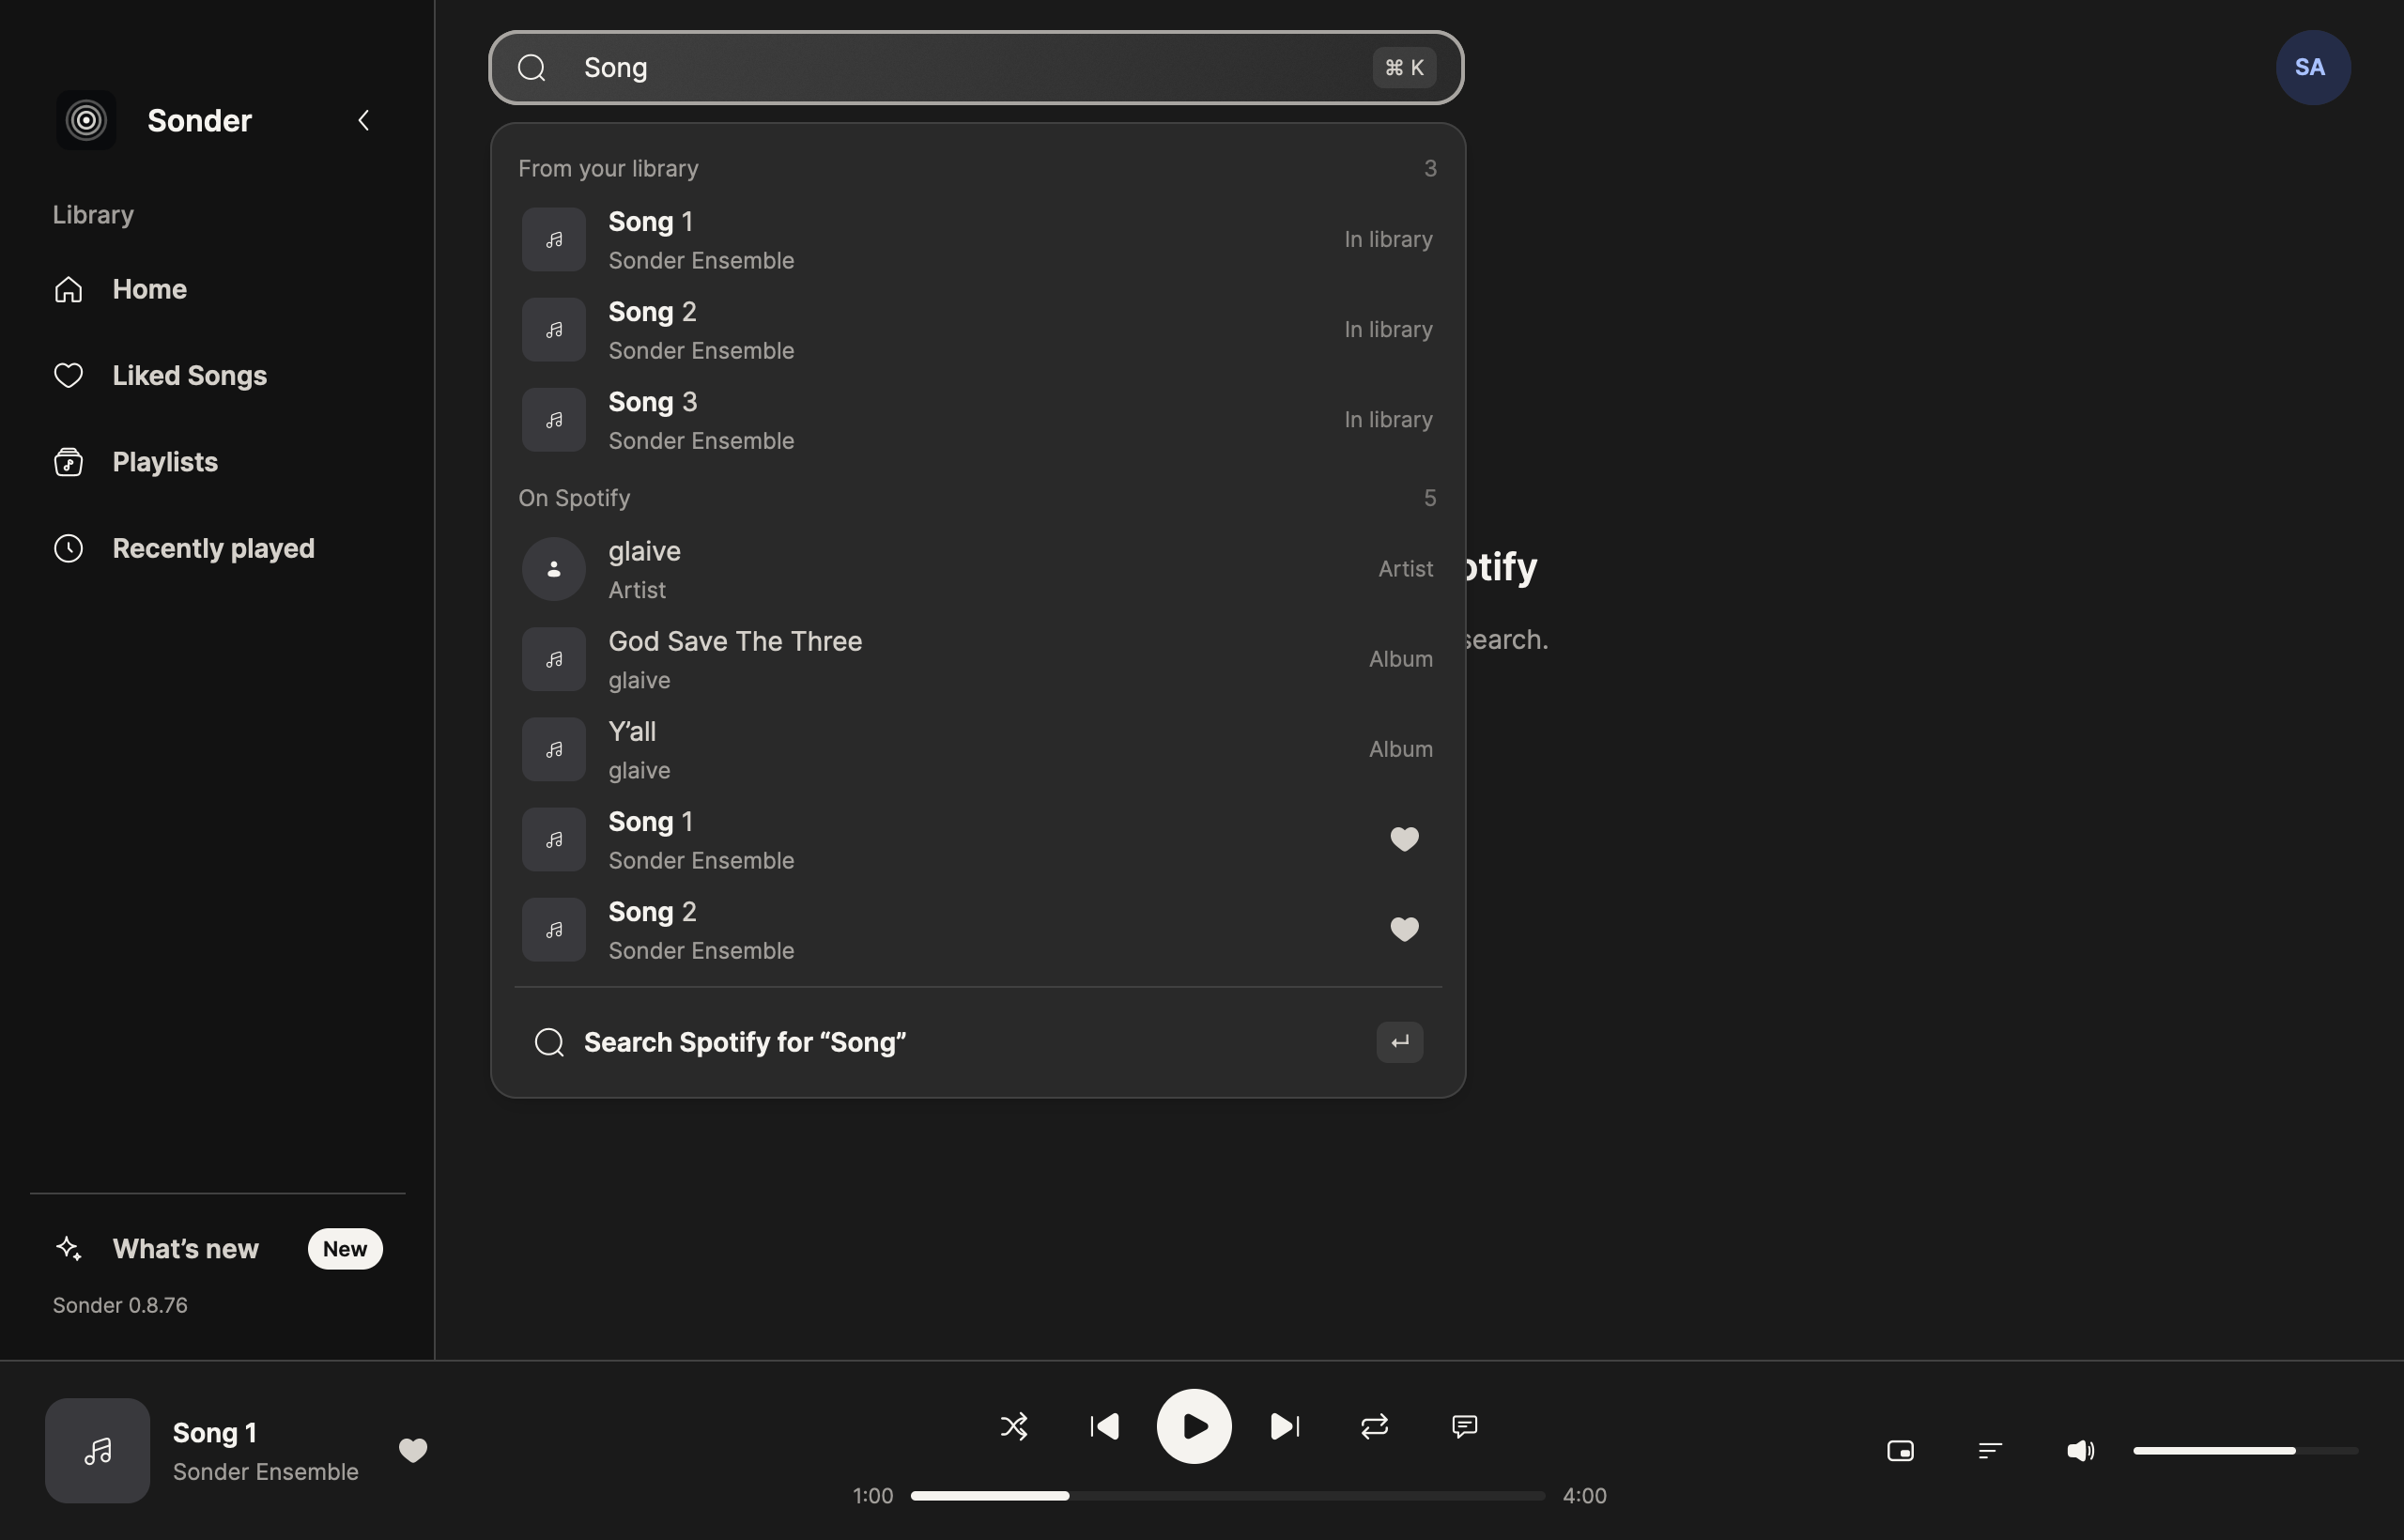 Song
⌘ K
SA
Sonder
Library
Home
Liked Songs
Playlists
Recently played
From your library
3
Song 1
Sonder Ensemble
In library
Song 2
Sonder Ensemble
In library
Song 3
Sonder Ensemble
In library
On Spotify
5
glaive
Artist
Artist
God Save The Three
glaive
Album
Y’all
glaive
Album
Song 1
Sonder Ensemble
Song 2
Sonder Ensemble
Search Spotify for “Song”
search.
What’s new
New
Sonder 0.8.76
Song 1
Sonder Ensemble
1:00
4:00